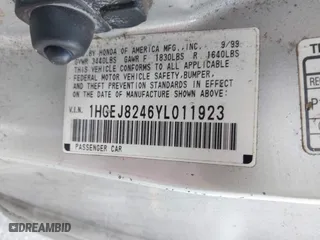 BY HONDA OF AMERICA MFG., INC. 9/99
GVWR 3440LBS GAWR F 1830LBS R 1640LBS
THIS VEHICLE CONFORMS TO ALL APPLICABLE
FEDERAL MOTOR VEHICLE SAFETY, BUMPER,
AND THEFT PREVENTION STANDARDS IN EFFECT
ON THE DATE OF MANUFACTURE SHOWN ABOVE.
V.I.N. 1HGEJ8246YL011923
PASSENGER CAR
DREAMBID